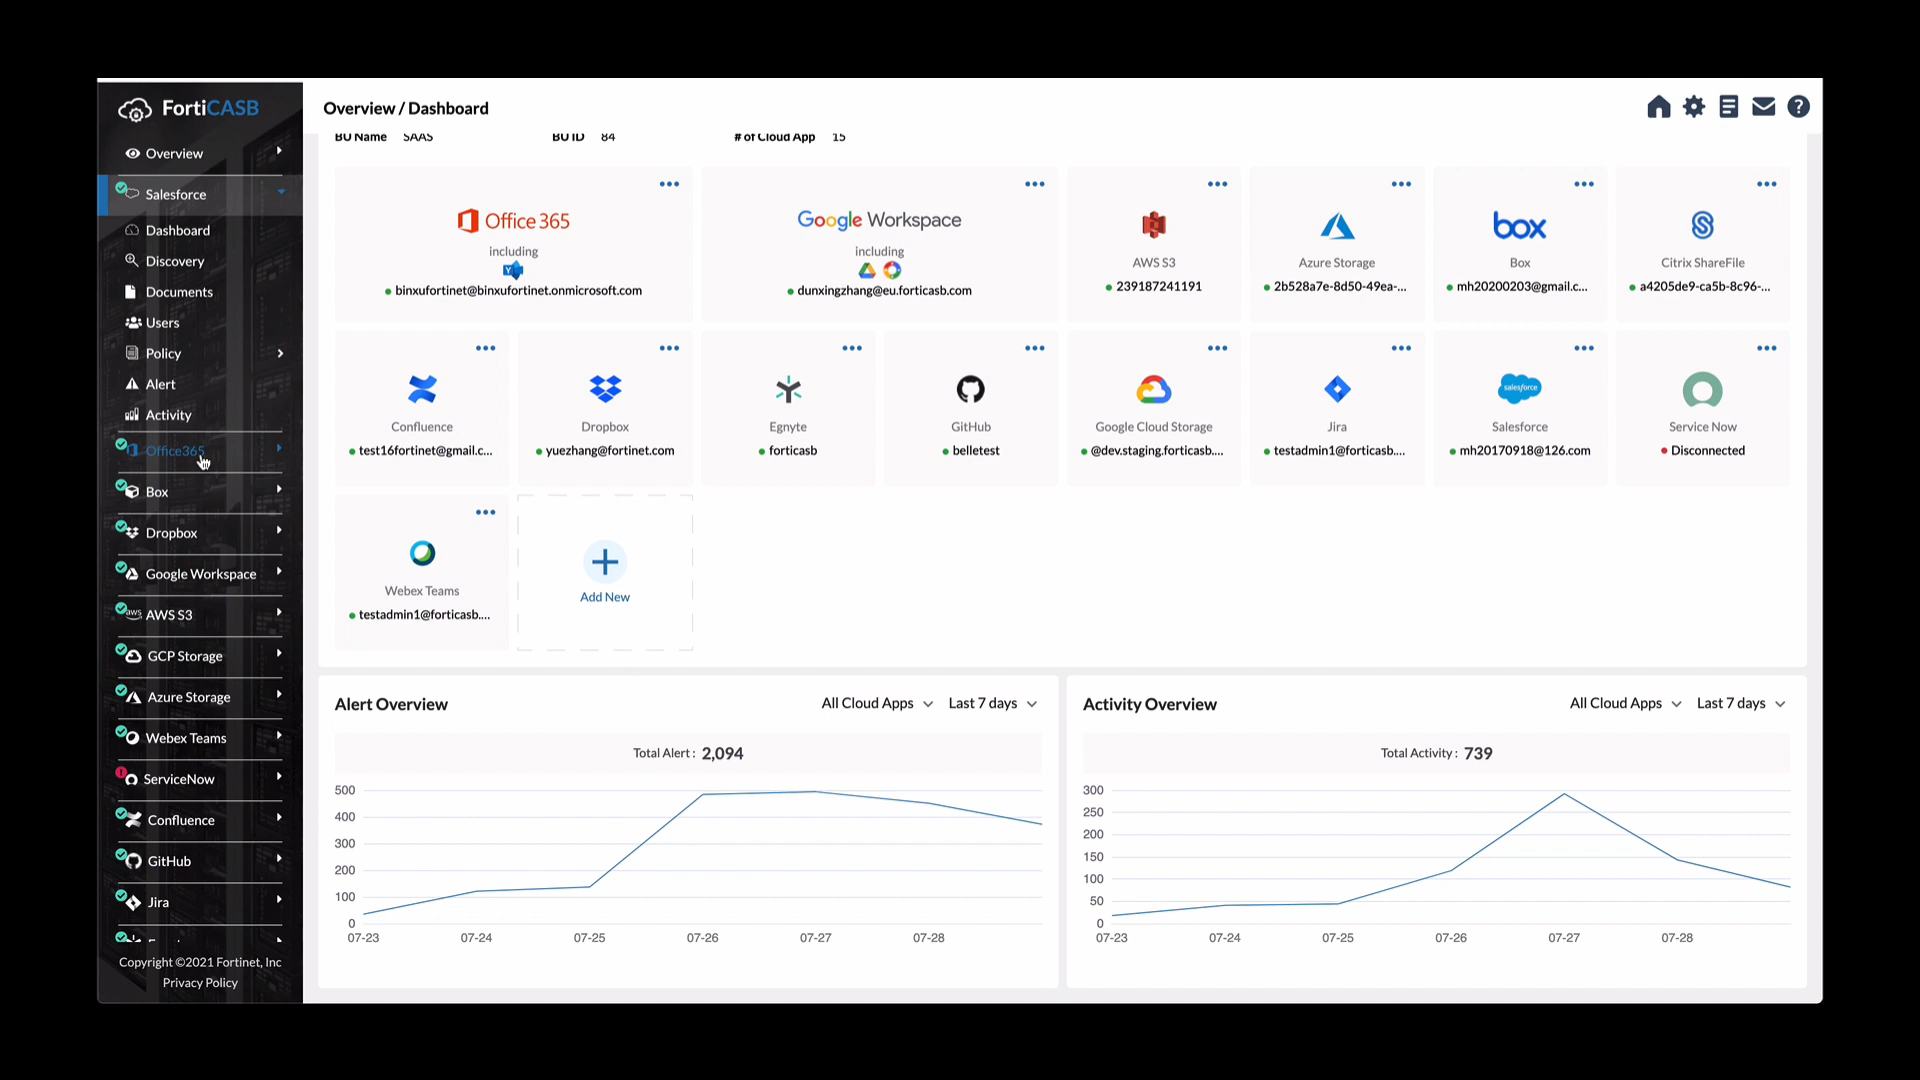 FortiCASB
Overview
Salesforce
Dashboard
Discovery
Documents
Users
Policy
Alert
Activity
Office365
Box
Dropbox
Google Workspace
aws AWS S3
GCP Storage
Azure Storage
Webex Teams
ServiceNow
Confluence
GitHub
Jira
Copyright ©2021 Fortinet, Inc
Privacy Policy
Overview / Dashboard
BU Name SAAS BU ID 84 # of Cloud App 15
Office 365
including
binxufortinet@binxufortinet.onmicrosoft.com
Google Workspace
including
dunxingzhang@eu.forticasb.com
AWS S3
239187241191
Azure Storage
2b528a7e-8d50-49ea-...
box
Box
mh20200203@gmail.c...
Citrix ShareFile
a4205de9-ca5b-8c96-...
Confluence
test16fortinet@gmail.c...
Dropbox
yuezhang@fortinet.com
Egnyte
forticasb
GitHub
belletest
Google Cloud Storage
@dev.staging.forticasb....
Jira
testadmin1@forticasb....
salesforce
Salesforce
mh20170918@126.com
Service Now
Disconnected
Webex Teams
testadmin1@forticasb....
Add New
Alert Overview All Cloud Apps Last 7 days
Total Alert : 2,094
500
400
300
200
100
0
07-23 07-24 07-25 07-26 07-27 07-28
Activity Overview All Cloud Apps Last 7 days
Total Activity : 739
300
250
200
150
100
50
0
07-23 07-24 07-25 07-26 07-27 07-28